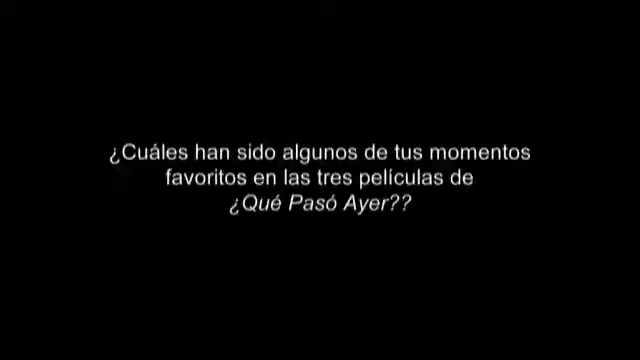 ¿Cuáles han sido algunos de tus momentos
favoritos en las tres películas de
¿Qué Pasó Ayer??